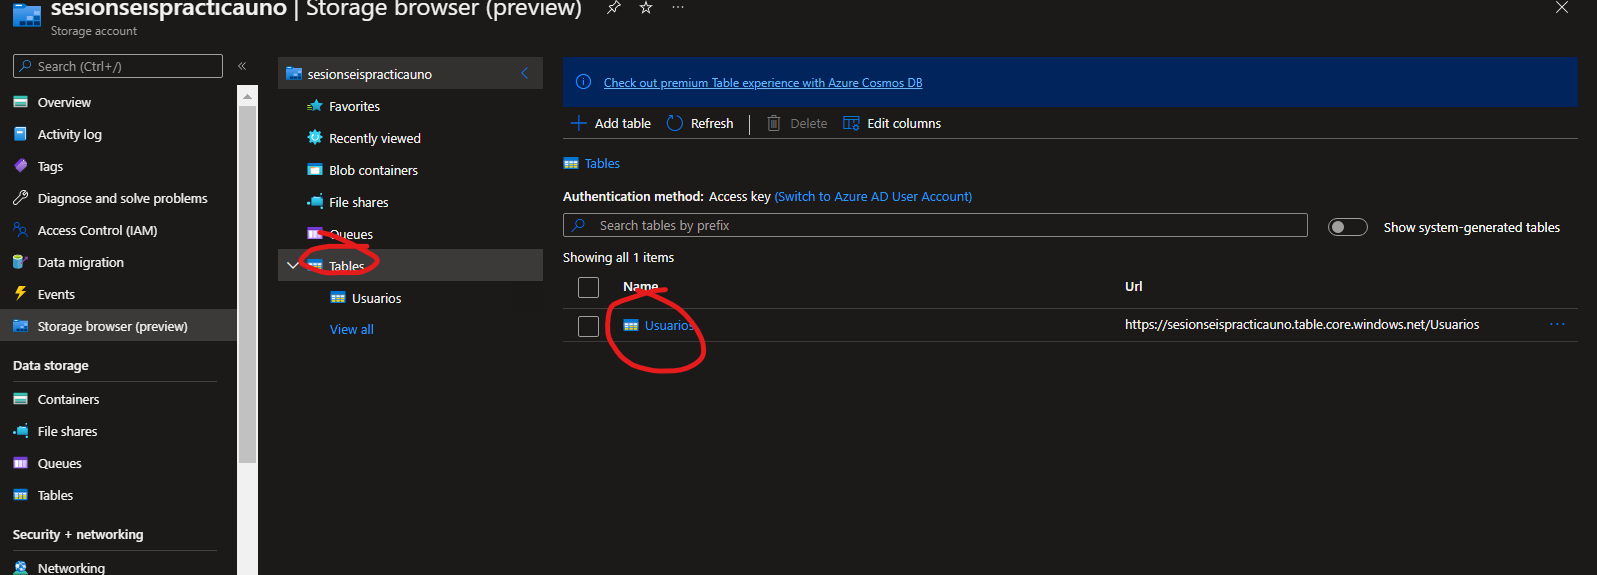 sesionseispracticauno | Storage browser (preview)
Storage account
Search (Ctrl+/)
Overview
Activity log
Tags
Diagnose and solve problems
Access Control (IAM)
Data migration
Events
Storage browser (preview)
Data storage
Containers
File shares
Queues
Tables
Security + networking
Networking
sesionseispracticauno
Favorites
Recently viewed
Blob containers
File shares
Queues
Tables
Usuarios
View all
Check out premium Table experience with Azure Cosmos DB
Add table Refresh Delete Edit columns
Tables
Authentication method: Access key (Switch to Azure AD User Account)
Search tables by prefix Show system-generated tables
Showing all 1 items
Name Url
Usuarios https://sesionseispracticauno.table.core.windows.net/Usuarios